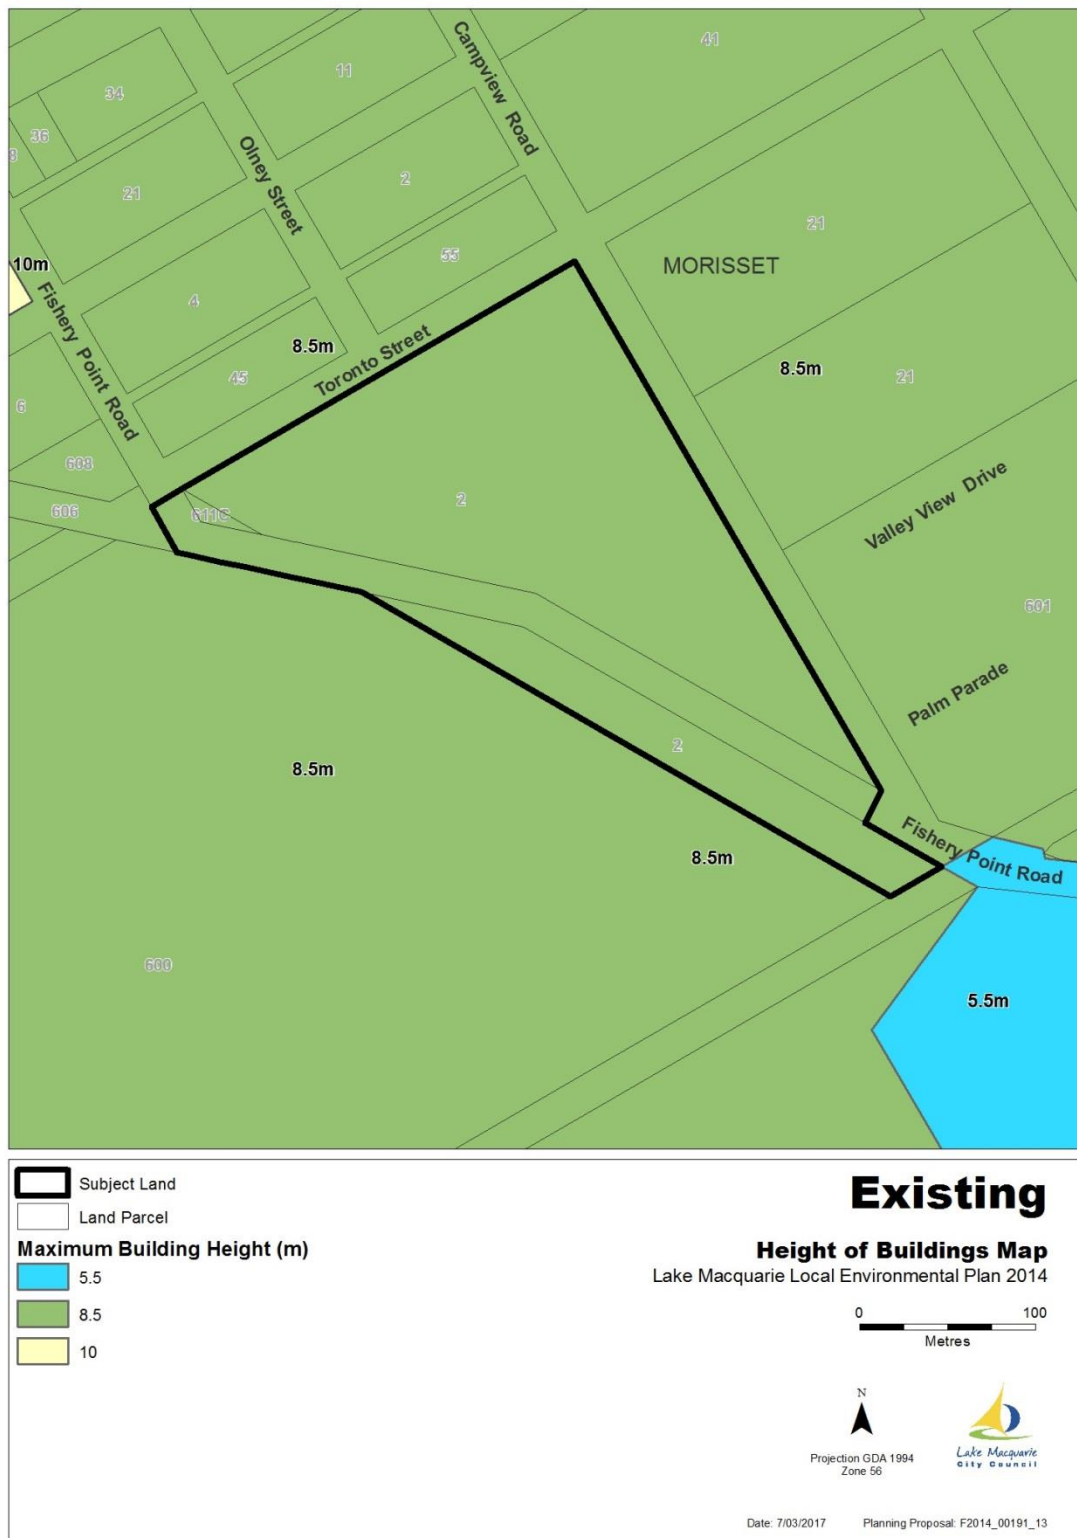 41
Campview Road
11
34
36
8
Olney Street
2
21
21
55
10m
MORISSET
4
Fishery Point Road
8.5m
Toronto Street
8.5m
21
45
6
608
Valley View Drive
2
606
611C
601
Palm Parade
2
8.5m
Fishery Point Road
8.5m
600
5.5m
Subject Land
Land Parcel
Maximum Building Height (m)
5.5
8.5
10
Existing
Height of Buildings Map
Lake Macquarie Local Environmental Plan 2014
0 100
Metres
N
Projection GDA 1994
Zone 56
Lake Macquarie
City Council
Date: 7/03/2017 Planning Proposal: F2014_00191_13